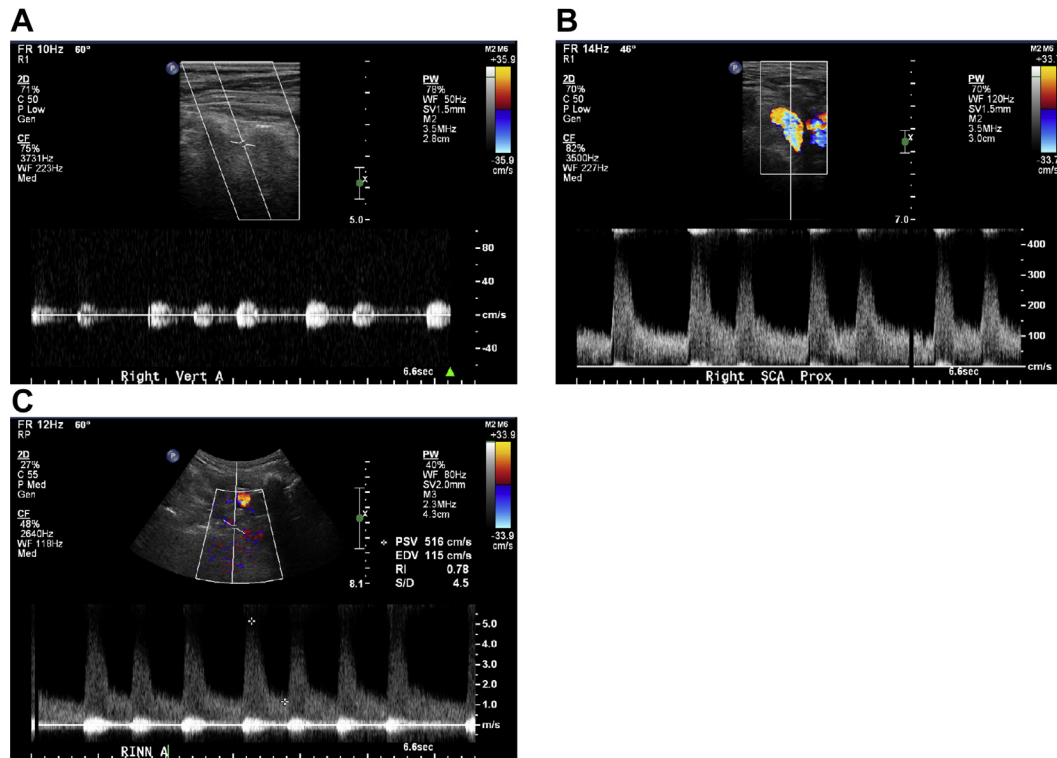 A
FR 10Hz 60°
R1
M2 M6
+35.9
P
2D
71%
C 50
P Low
Gen
CF
75%
3731Hz
WF 223Hz
Med
PW
78%
WF 50Hz
SV1.5mm
M2
3.5MHz
2.8cm
-35.9
cm/s
x
5.0
80
40
cm/s
-40
Right Vert A
6.6sec
B
FR 14Hz 46°
R1
M2 M6
P
2D
70%
C 50
P Low
Gen
CF
82%
3500Hz
WF 227Hz
Med
PW
70%
WF 120Hz
SV1.5mm
M2
3.5MHz
3.0cm
cm/s
x
7.0
400
300
200
100
cm/s
Right SCA Prox
6.6sec
C
FR 12Hz 60°
RP
M2 M6
+33.9
P
2D
27%
C 55
P Med
Gen
CF
48%
2640Hz
WF 118Hz
Med
PW
40%
WF 80Hz
SV2.0mm
M3
2.3MHz
4.3cm
-33.9
cm/s
x
PSV 516 cm/s
EDV 115 cm/s
RI 0.78
S/D 4.5
8.1
5.0
4.0
3.0
2.0
1.0
m/s
RINN A
6.6sec